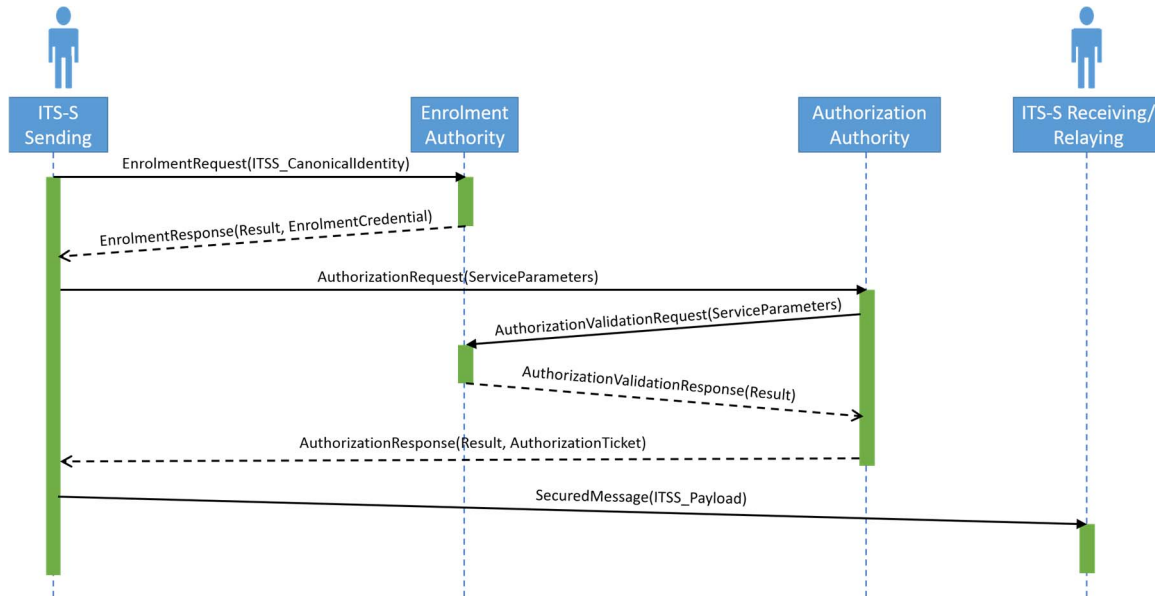 ITS-S
Sending
Enrolment
Authority
Authorization
Authority
ITS-S Receiving/
Relaying
EnrolmentRequest(ITSS_CanonicalIdentity)
EnrolmentResponse(Result, EnrolmentCredential)
AuthorizationRequest(ServiceParameters)
AuthorizationValidationRequest(ServiceParameters)
AuthorizationValidationResponse(Result)
AuthorizationResponse(Result, AuthorizationTicket)
SecuredMessage(ITSS_Payload)